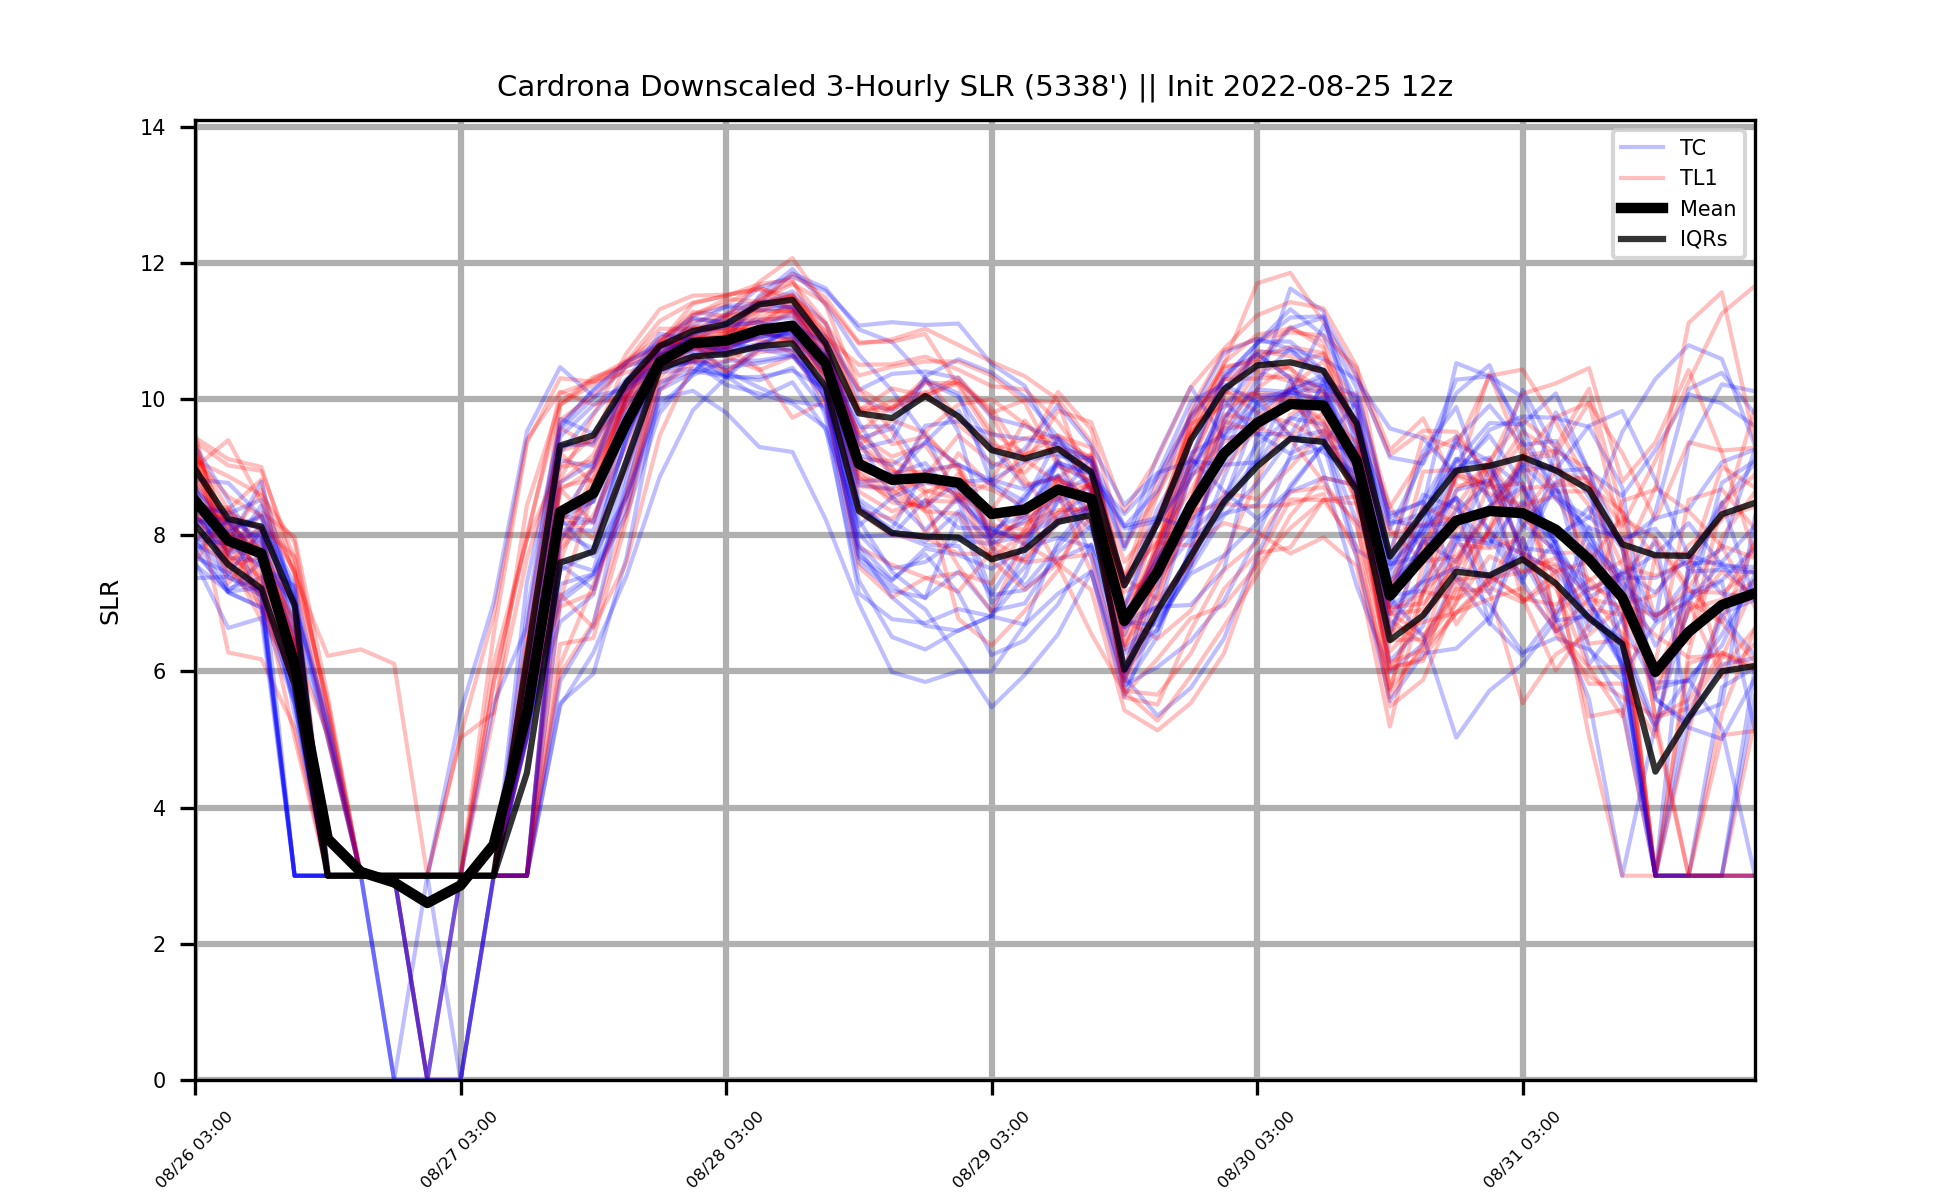 Cardrona Downscaled 3-Hourly SLR (5338') || Init 2022-08-25 12z
14
12
10
8
6
4
2
0
SLR
TC
TL1
Mean
IQRs
08/26 03:00
08/27 03:00
08/28 03:00
08/29 03:00
08/30 03:00
08/31 03:00